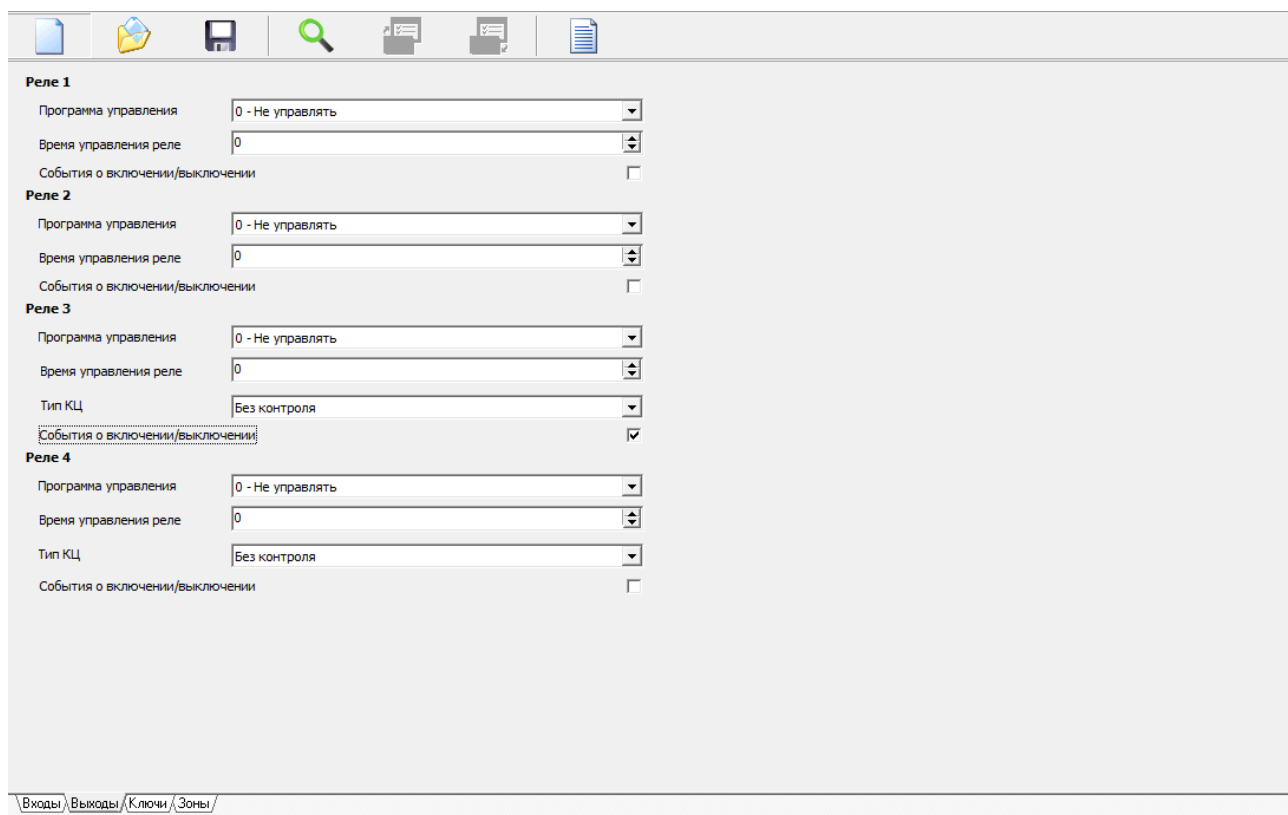 Реле 1
Программа управления 0 - Не управлять
Время управления реле 0
События о включении/выключении
Реле 2
Программа управления 0 - Не управлять
Время управления реле 0
События о включении/выключении
Реле 3
Программа управления 0 - Не управлять
Время управления реле 0
Тип КЦ Без контроля
События о включении/выключении
Реле 4
Программа управления 0 - Не управлять
Время управления реле 0
Тип КЦ Без контроля
События о включении/выключении
Входы Выходы Ключи Зоны